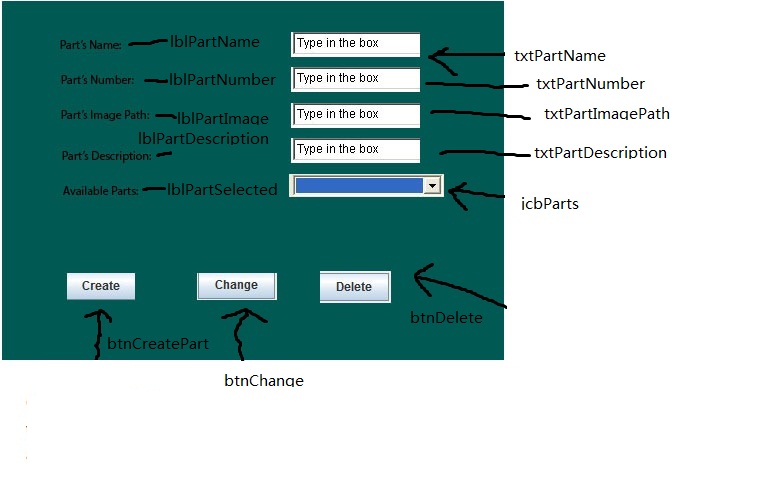 Part's Name: lblPartName Type in the box txtPartName
Part's Number: lblPartNumber Type in the box txtPartNumber
Part's Image Path: lblPartImage Type in the box txtPartImagePath
lblPartDescription
Part's Description: Type in the box txtPartDescription
Available Parts: lblPartSelected jcbParts
Create Change Delete
btnDelete
btnCreatePart
btnChange